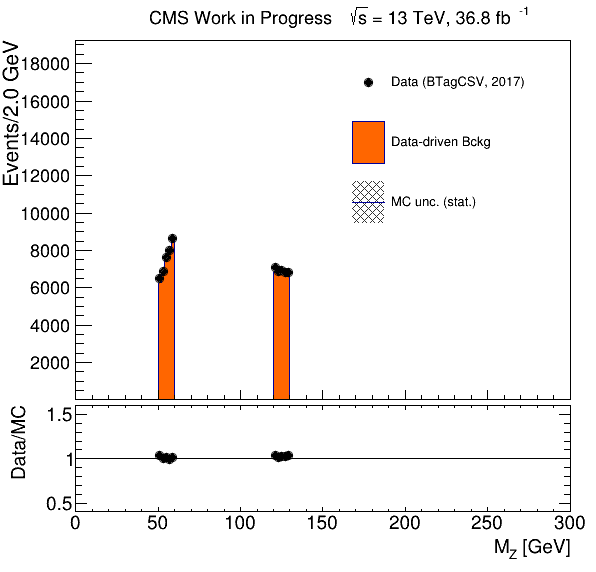 CMS Work in Progress √s = 13 TeV, 36.8 fb -1
Events/2.0 GeV
18000
16000
14000
12000
10000
8000
6000
4000
2000
Data (BTagCSV, 2017)
Data-driven Bckg
MC unc. (stat.)
Data/MC
1.5
1
0.5
0 50 100 150 200 250 300
M_Z [GeV]